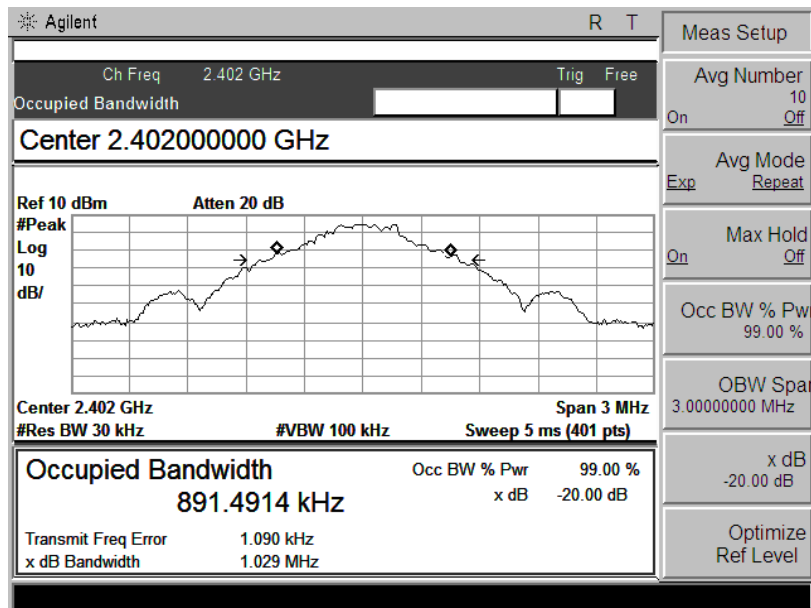 Agilent R T
Ch Freq 2.402 GHz Trig Free
Occupied Bandwidth
Center 2.402000000 GHz
Ref 10 dBm Atten 20 dB
#Peak
Log
10
dB/
Center 2.402 GHz Span 3 MHz
#Res BW 30 kHz #VBW 100 kHz Sweep 5 ms (401 pts)
Occupied Bandwidth Occ BW % Pwr 99.00 %
891.4914 kHz x dB -20.00 dB
Transmit Freq Error 1.090 kHz
x dB Bandwidth 1.029 MHz
Meas Setup
Avg Number
10
On Off
Avg Mode
Exp Repeat
Max Hold
On Off
Occ BW % Pwr
99.00 %
OBW Span
3.00000000 MHz
x dB
-20.00 dB
Optimize
Ref Level